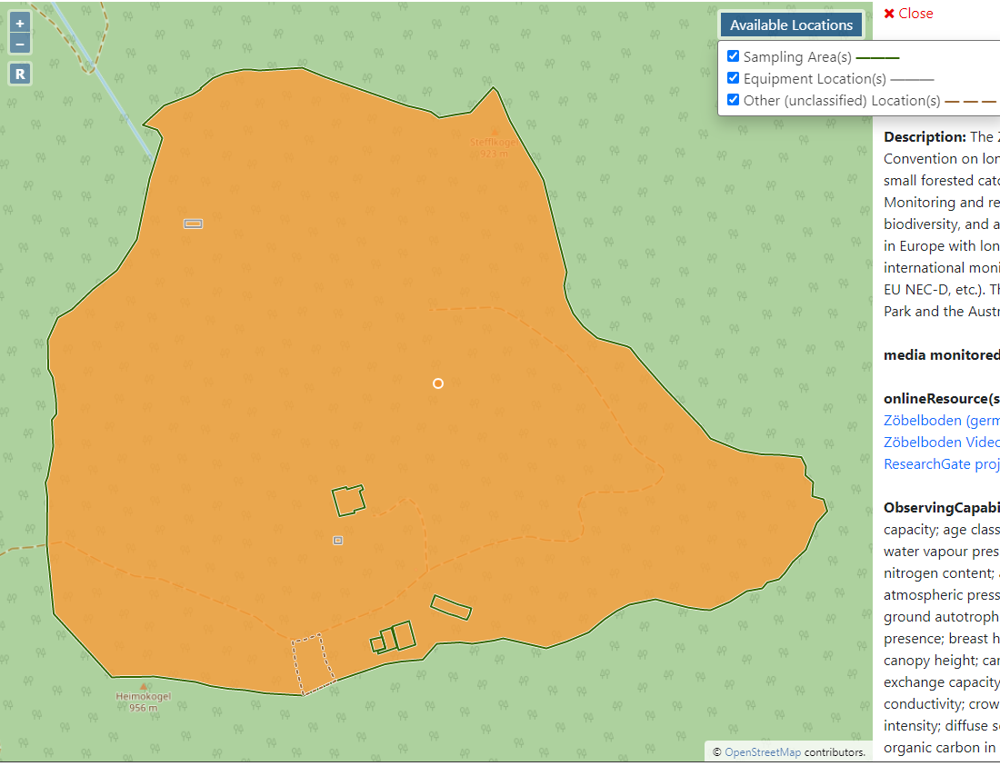 +
−
R
Available Locations
Sampling Area(s)
Equipment Location(s)
Other (unclassified) Location(s)
Close
Steffikogel
923 m
Heimokogel
956 m
© OpenStreetMap contributors.
Description: The
Convention on lon
small forested catc
Monitoring and re
biodiversity, and a
in Europe with lon
international moni
EU NEC-D, etc.). Th
Park and the Austr
media monitored
onlineResource(s
Zöbelboden (germ
Zöbelboden Video
ResearchGate proj
ObservingCapabi
capacity; age class
water vapour pres
nitrogen content;
atmospheric press
ground autotroph
presence; breast h
canopy height; car
exchange capacity
conductivity; crow
intensity; diffuse s
organic carbon in